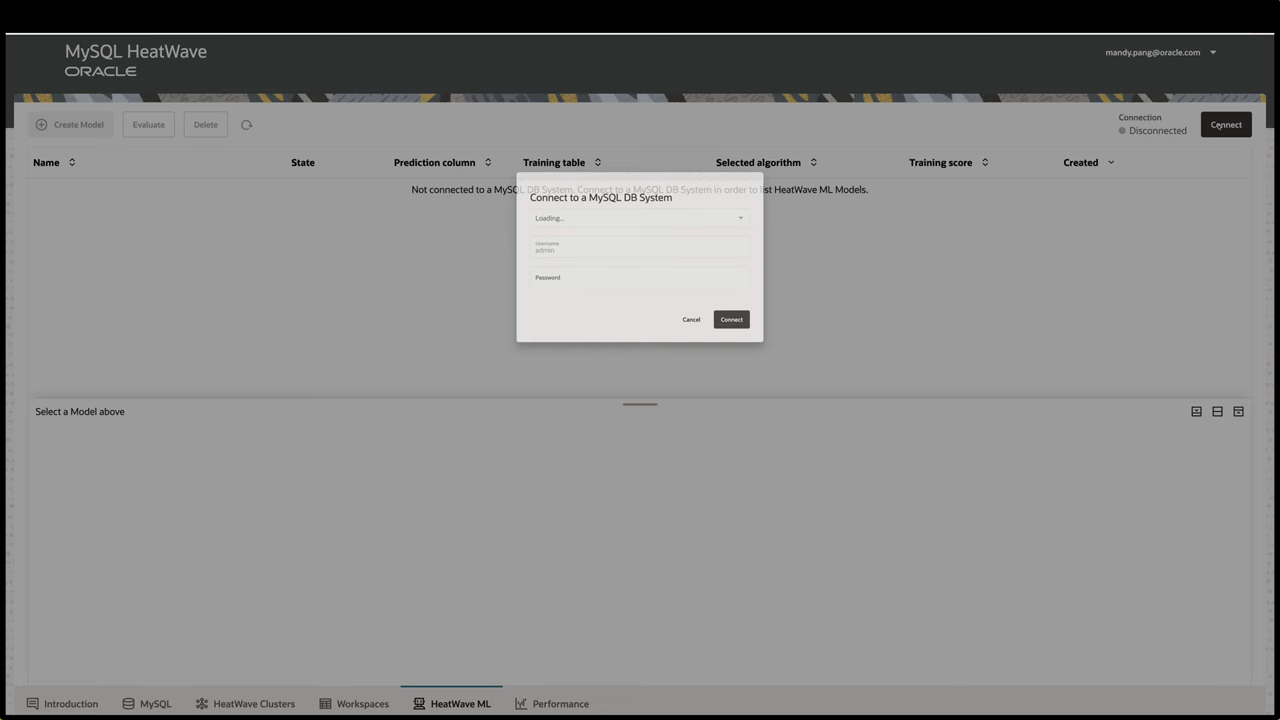 MySQL HeatWave
ORACLE
mandy.pang@oracle.com
Create Model Evaluate Delete
Connection
Disconnected
Connect
Name State Prediction column Training table Selected algorithm Training score Created
Not connected to a MySQL DB System. Connect to a MySQL DB System in order to list HeatWave ML Models.
Connect to a MySQL DB System
Loading...
Username
admin
Password
Cancel Connect
Select a Model above
Introduction MySQL HeatWave Clusters Workspaces HeatWave ML Performance